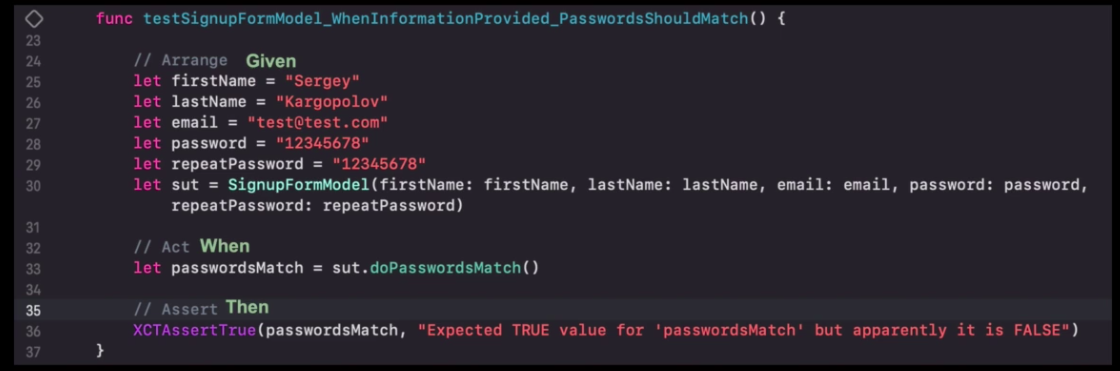 func testSignupFormModel_WhenInformationProvided_PasswordsShouldMatch() {
23
24 // Arrange Given
25 let firstName = "Sergey"
26 let lastName = "Kargopolov"
27 let email = "test@test.com"
28 let password = "12345678"
29 let repeatPassword = "12345678"
30 let sut = SignupFormModel(firstName: firstName, lastName: lastName, email: email, password: password,
repeatPassword: repeatPassword)
31
32 // Act When
33 let passwordsMatch = sut.doPasswordsMatch()
34
35 // Assert Then
36 XCTAssertTrue(passwordsMatch, "Expected TRUE value for 'passwordsMatch' but apparently it is FALSE")
37 }